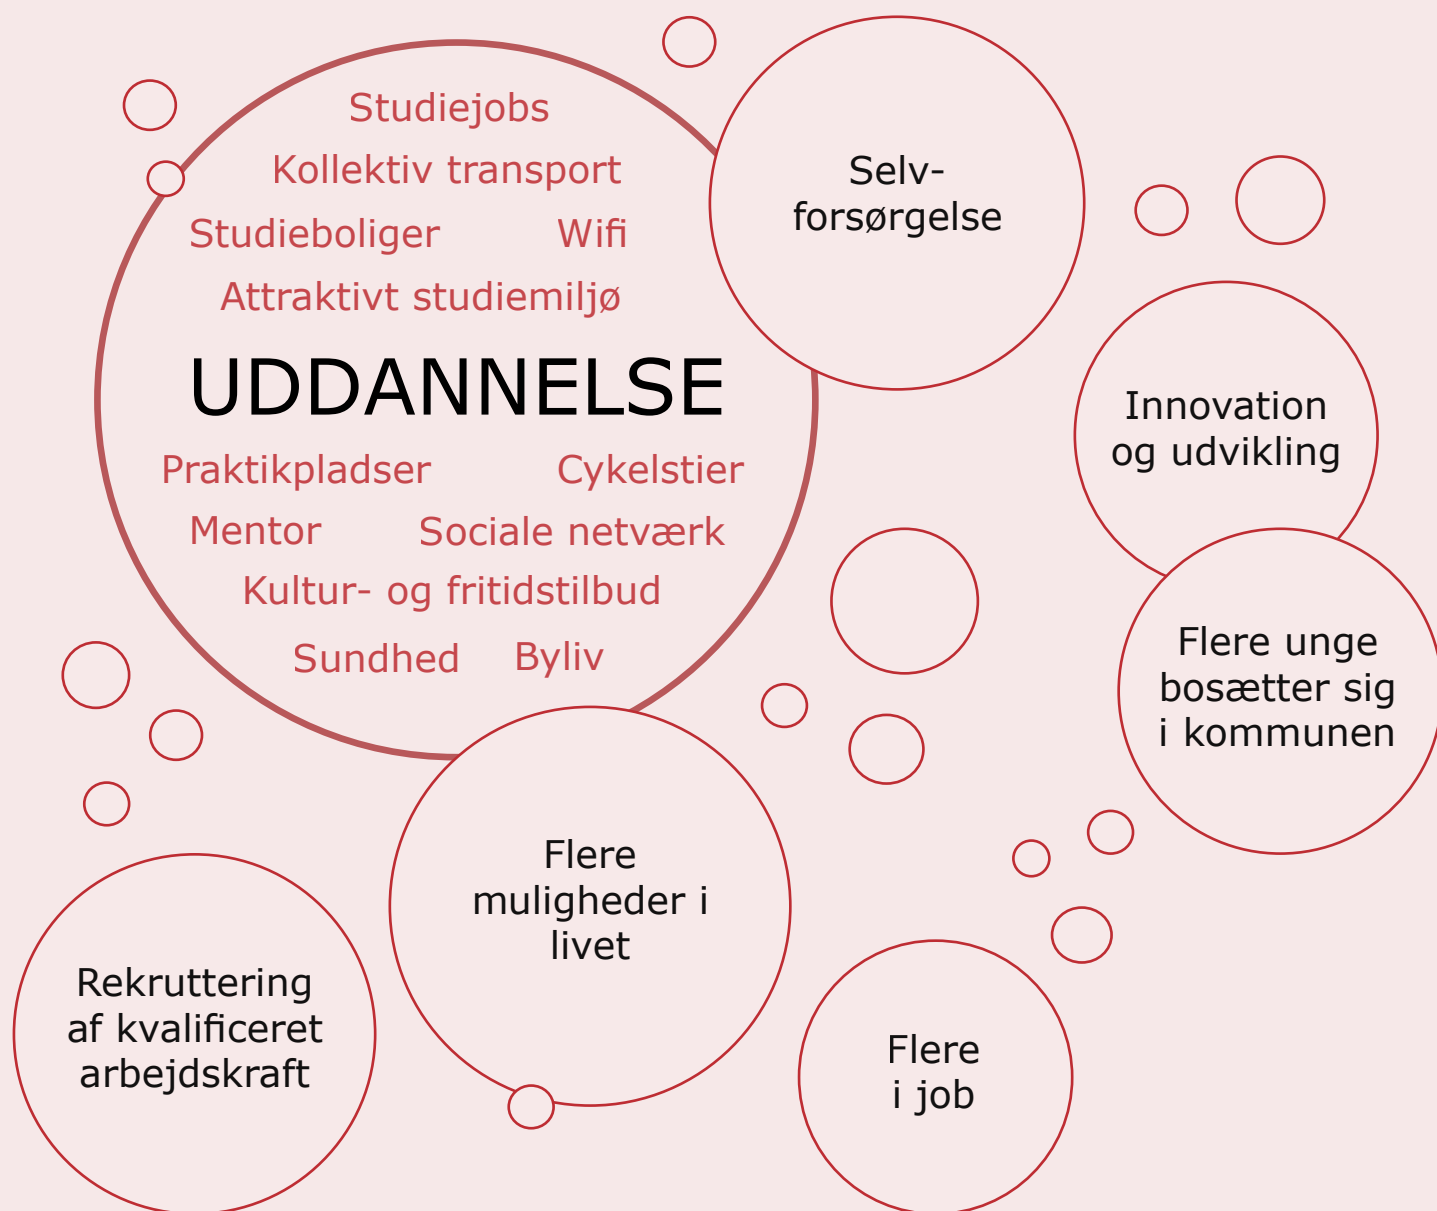 Studiejobs
Kollektiv transport
Studieboliger Wifi
Attraktivt studiemiljø
UDDANNELSE
Praktikpladser Cykelstier
Mentor Sociale netværk
Kultur- og fritidstilbud
Sundhed Byliv
Selv-
forsørgelse
Innovation
og udvikling
Flere unge
bosætter sig
i kommunen
Flere
muligheder i
livet
Rekruttering
af kvalificeret
arbejdskraft
Flere
i job